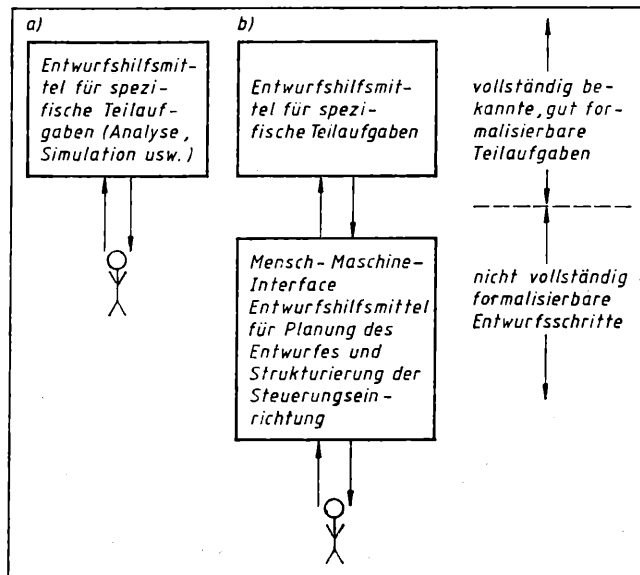 a)
Entwurfshilfsmit-
tel für spezi-
fische Teilauf-
gaben (Analyse,
Simulation usw.)
b)
Entwurfshilfsmit-
tel für spezi-
fische Teilaufgaben
Mensch-Maschine-
Interface
Entwurfshilfsmittel
für Planung des
Entwurfes und
Strukturierung der
Steuerungsein-
richtung
vollständig be-
kannte, gut for-
malisierbare
Teilaufgaben
nicht vollständig
formalisierbare
Entwurfsschritte